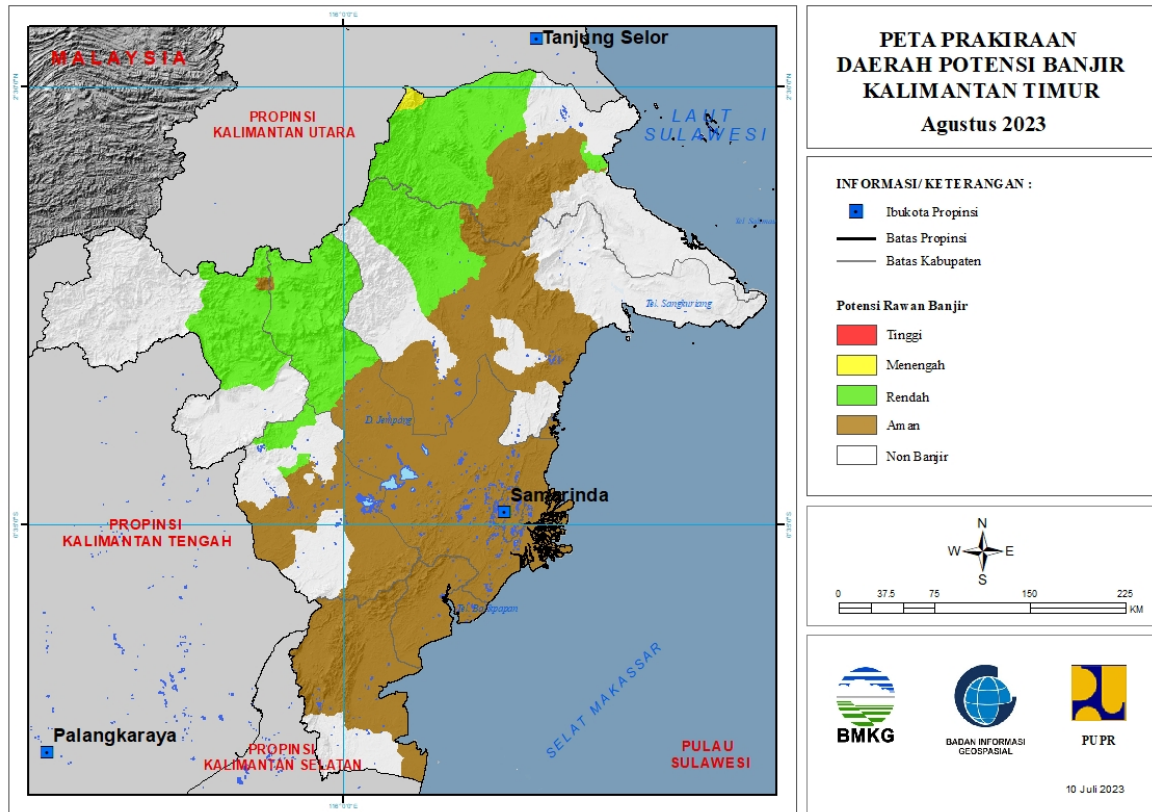 Tanjung Selor
MALAYSIA
PROPINSI
KALIMANTAN UTARA
LAUT
SULAWESI
Tel. Sangkuriang
D. Jempang
Samarinda
PROPINSI
KALIMANTAN TENGAH
Tel. Balikpapan
SELAT MAKASSAR
Palangkaraya
PROPINSI
KALIMANTAN SELATAN
PULAU
SULAWESI
PETA PRAKIRAAN
DAERAH POTENSI BANJIR
KALIMANTAN TIMUR
Agustus 2023
INFORMASI/ KETERANGAN :
Ibukota Propinsi
Batas Propinsi
Batas Kabupaten
Potensi Rawan Banjir
Tinggi
Menengah
Rendah
Aman
Non Banjir
N
W E
S
0 37.5 75 150 225
KM
BMKG
BADAN INFORMASI
GEOSPASIAL
PUPR
10 Juli 2023